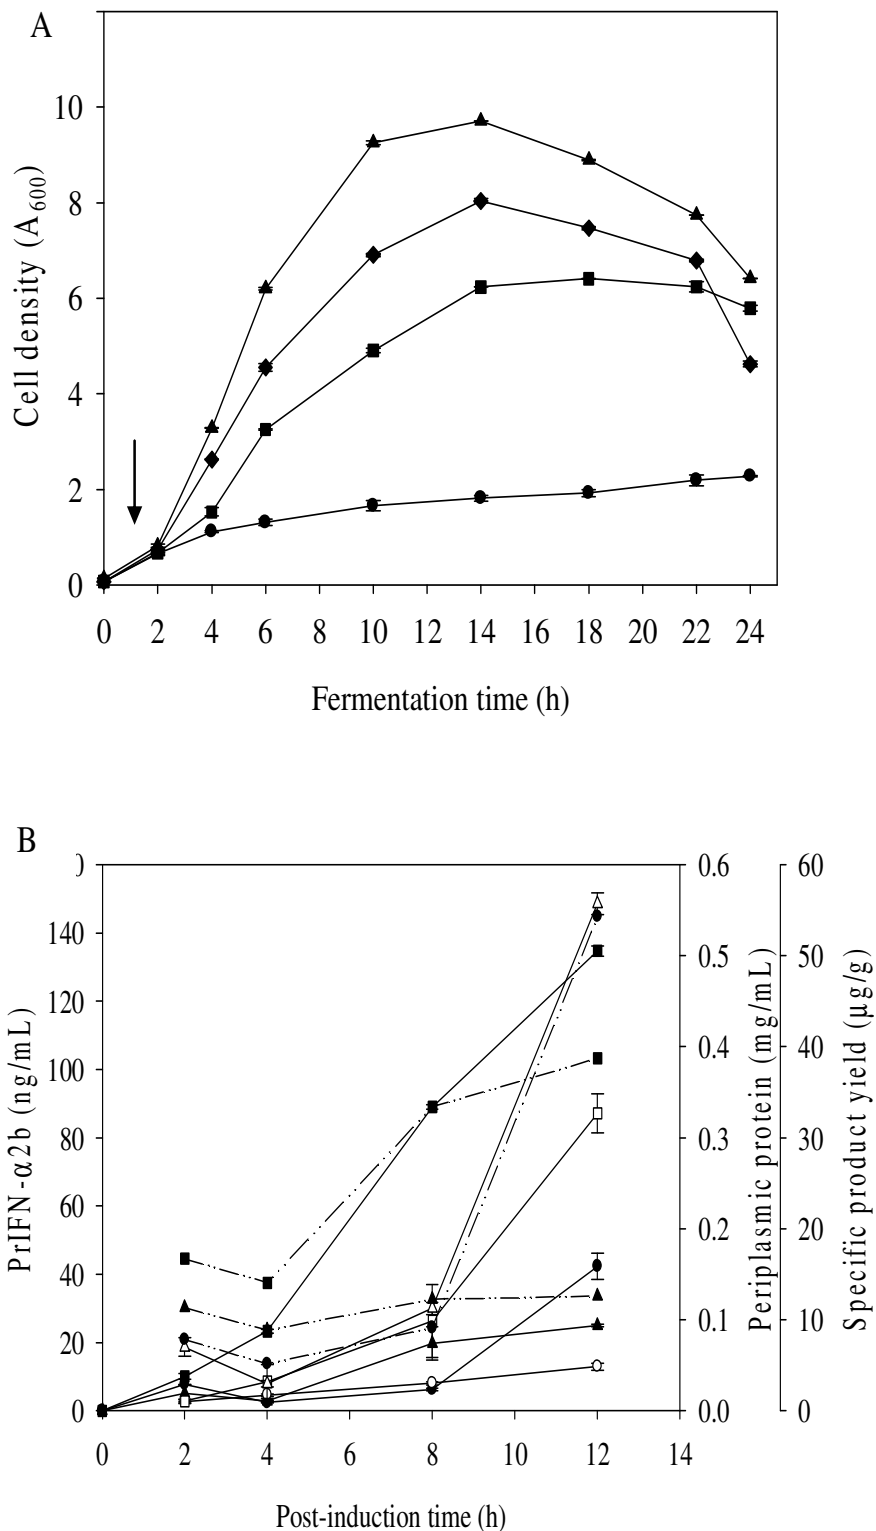 A
10
8
6
4
2
0
Cell density (A600)
0 2 4 6 8 10 12 14 16 18 20 22 24
Fermentation time (h)
B
140
120
100
80
60
40
20
0
PrIFN-α2b (ng/mL)
0.6
0.5
0.4
0.3
0.2
0.1
0.0
Periplasmic protein (mg/mL)
60
50
40
30
20
10
0
Specific product yield (µg/g)
0 2 4 6 8 10 12 14
Post-induction time (h)